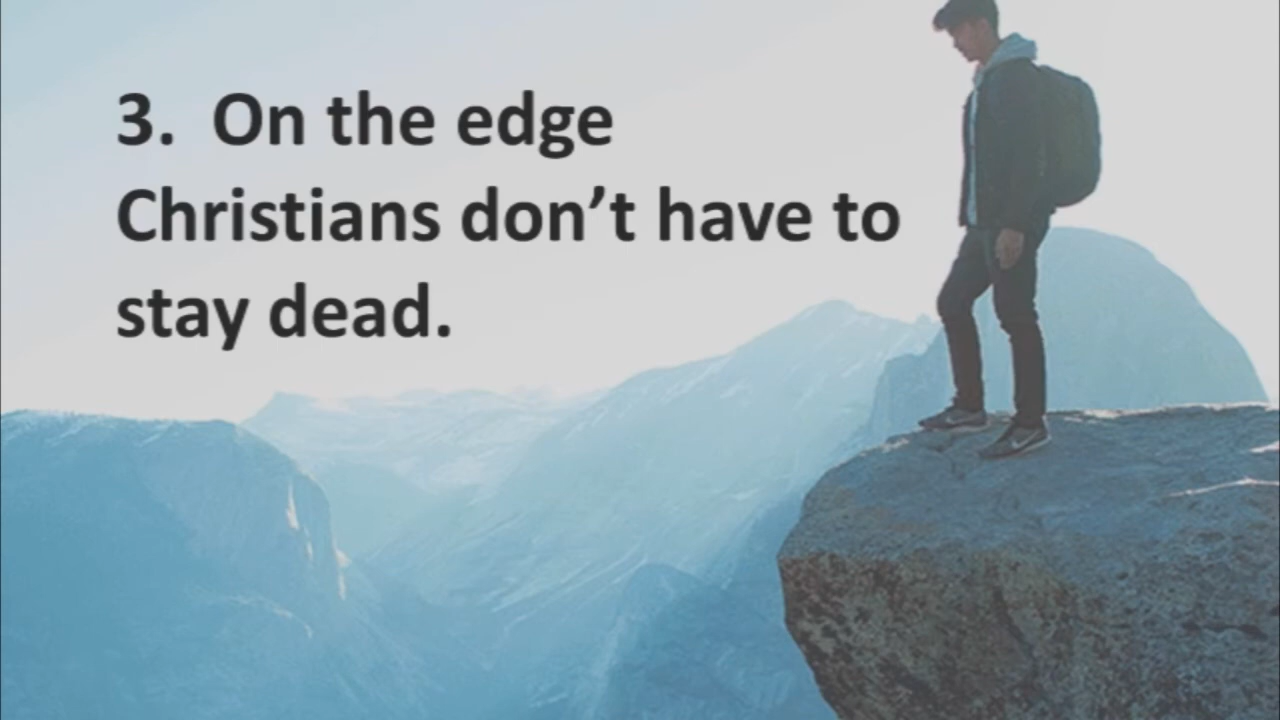 3.  On the edge
Christians don’t have to
stay dead.